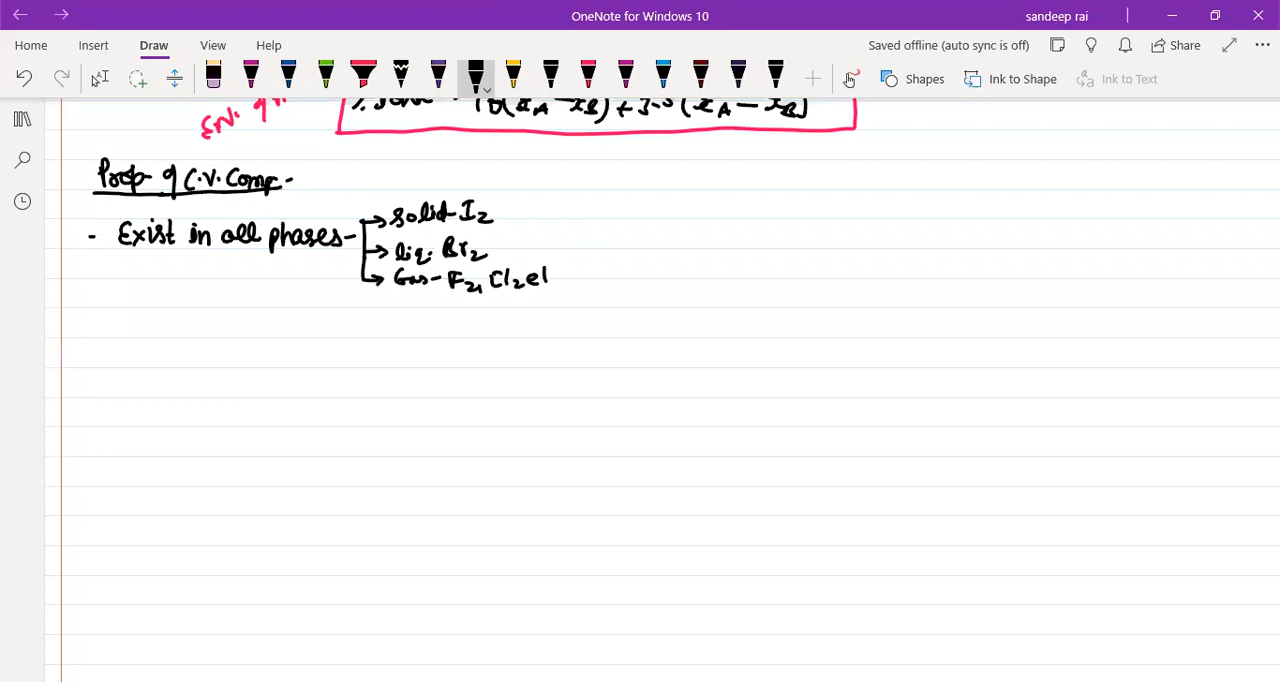 OneNote for Windows 10
sandeep rai
Home Insert Draw View Help
Saved offline (auto sync is off) Share
Shapes Ink to Shape Ink to Text
Prop. of C.V. Comp -
- Exist in all phases -
solid - I2
liq. Br2
Gas - F2, Cl2